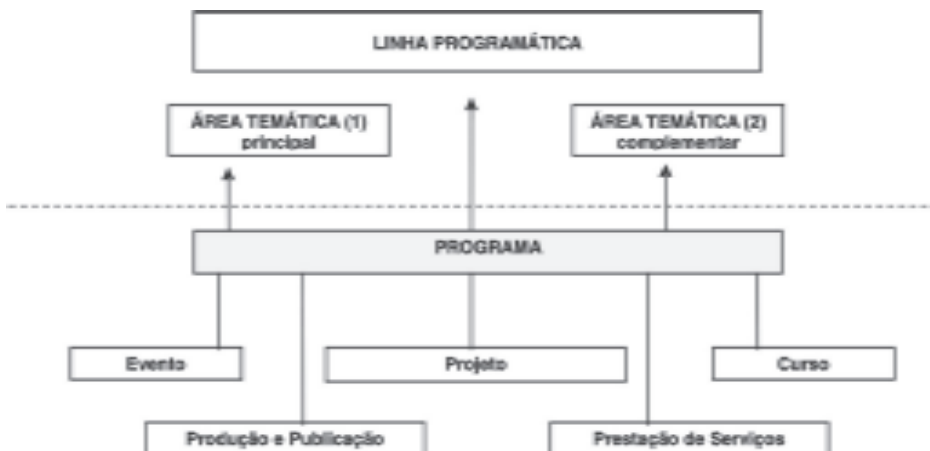 LINHA PROGRAMÁTICA
ÁREA TEMÁTICA (1)
principal
ÁREA TEMÁTICA (2)
complementar
PROGRAMA
Evento
Projeto
Curso
Produção e Publicação
Prestação de Serviços